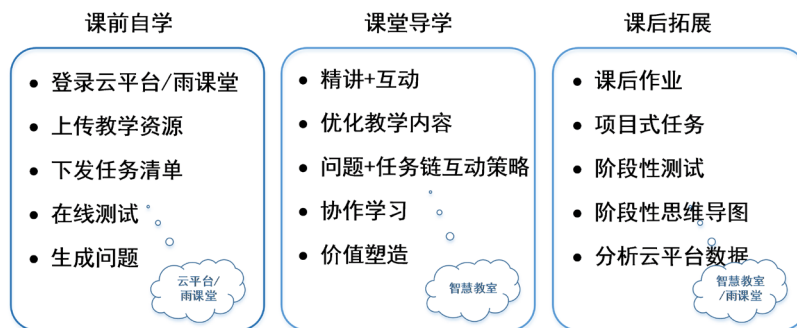 课前自学
• 登录云平台/雨课堂
• 上传教学资源
• 下发任务清单
• 在线测试
• 生成问题
云平台/
雨课堂
课堂导学
• 精讲+互动
• 优化教学内容
• 问题+任务链互动策略
• 协作学习
• 价值塑造
智慧教室
课后拓展
• 课后作业
• 项目式任务
• 阶段性测试
• 阶段性思维导图
• 分析云平台数据
智慧教室
/雨课堂